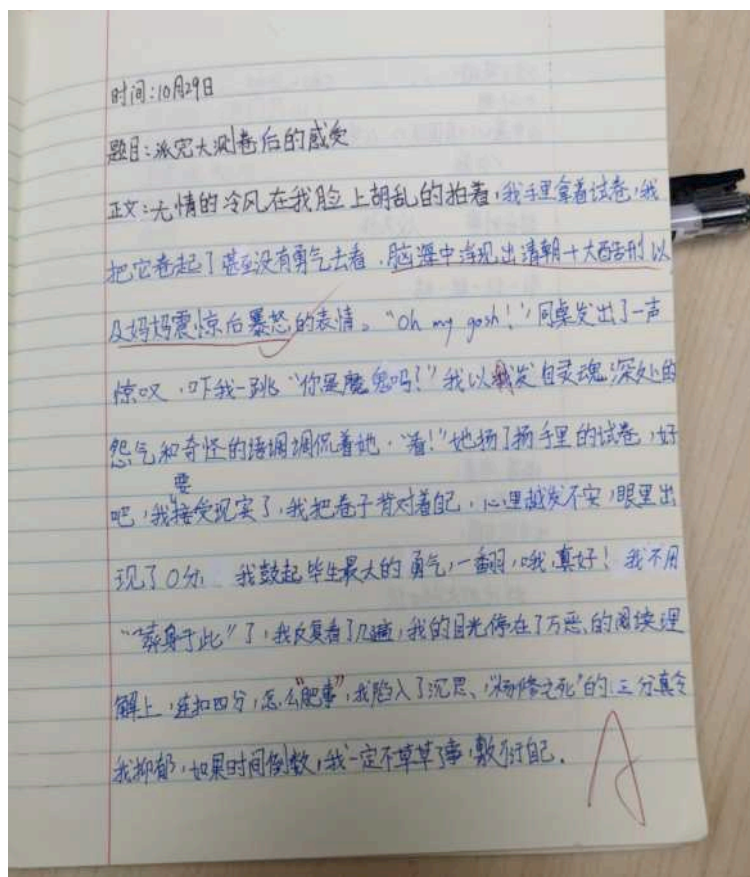 时间:10月29日
题目:派完大测卷后的感受
正文:无情的冷风在我脸上胡乱的拍着,我手里拿着试卷,我
把它卷起了甚至没有勇气去看,脑海中浮现出清朝十大酷刑以
及妈妈震惊后暴怒的表情。“Oh my gosh!”,同桌发出了一声
惊叹,吓我一跳“你是魔鬼吗!”我以发自灵魂深处的
怨气和奇怪的语调调侃着她,“看!”她扬了扬手里的试卷,好
吧,我要接受现实了,我把卷子背对着自己,心里越发不安,眼里出
现了0分 我鼓起毕生最大的勇气,一翻,哦,真好!我不用
“葬身于此”了,我反复看了几遍,我的目光停在了万恶的阅读理
解上,连扣四分,怎么“肥事”,我陷入了沉思、“杨修之死”的三分真令
我抑郁,如果时间倒数,我一定不草草了事,敷衍自己.
A